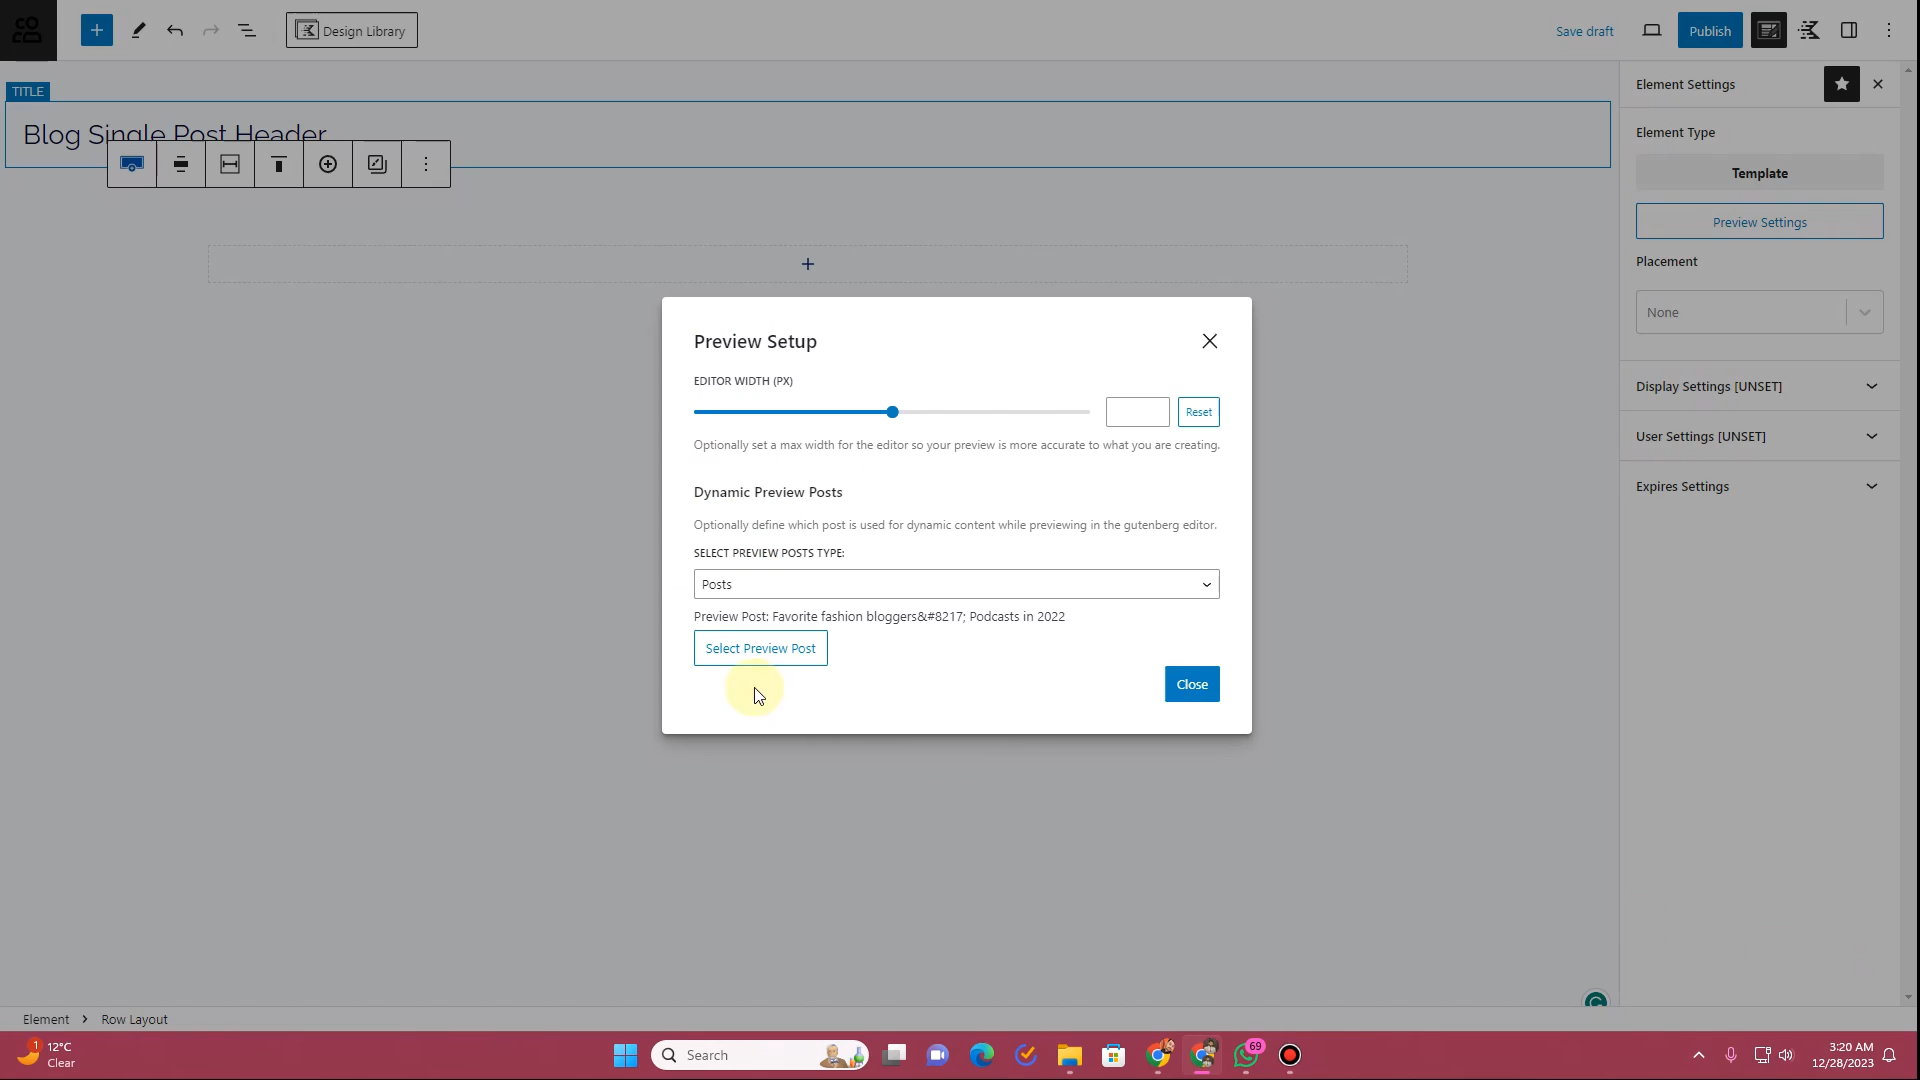 Design Library
Save draft
Publish
TITLE
Blog Single Post Header
Element Settings
Element Type
Template
Preview Settings
Placement
None
Display Settings [UNSET]
User Settings [UNSET]
Expires Settings
Preview Setup
EDITOR WIDTH (PX)
Reset
Optionally set a max width for the editor so your preview is more accurate to what you are creating.
Dynamic Preview Posts
Optionally define which post is used for dynamic content while previewing in the gutenberg editor.
SELECT PREVIEW POSTS TYPE:
Posts
Preview Post: Favorite fashion bloggers&#8217; Podcasts in 2022
Select Preview Post
Close
Element > Row Layout
1
12°C
Clear
Search
69
3:20 AM
12/28/2023